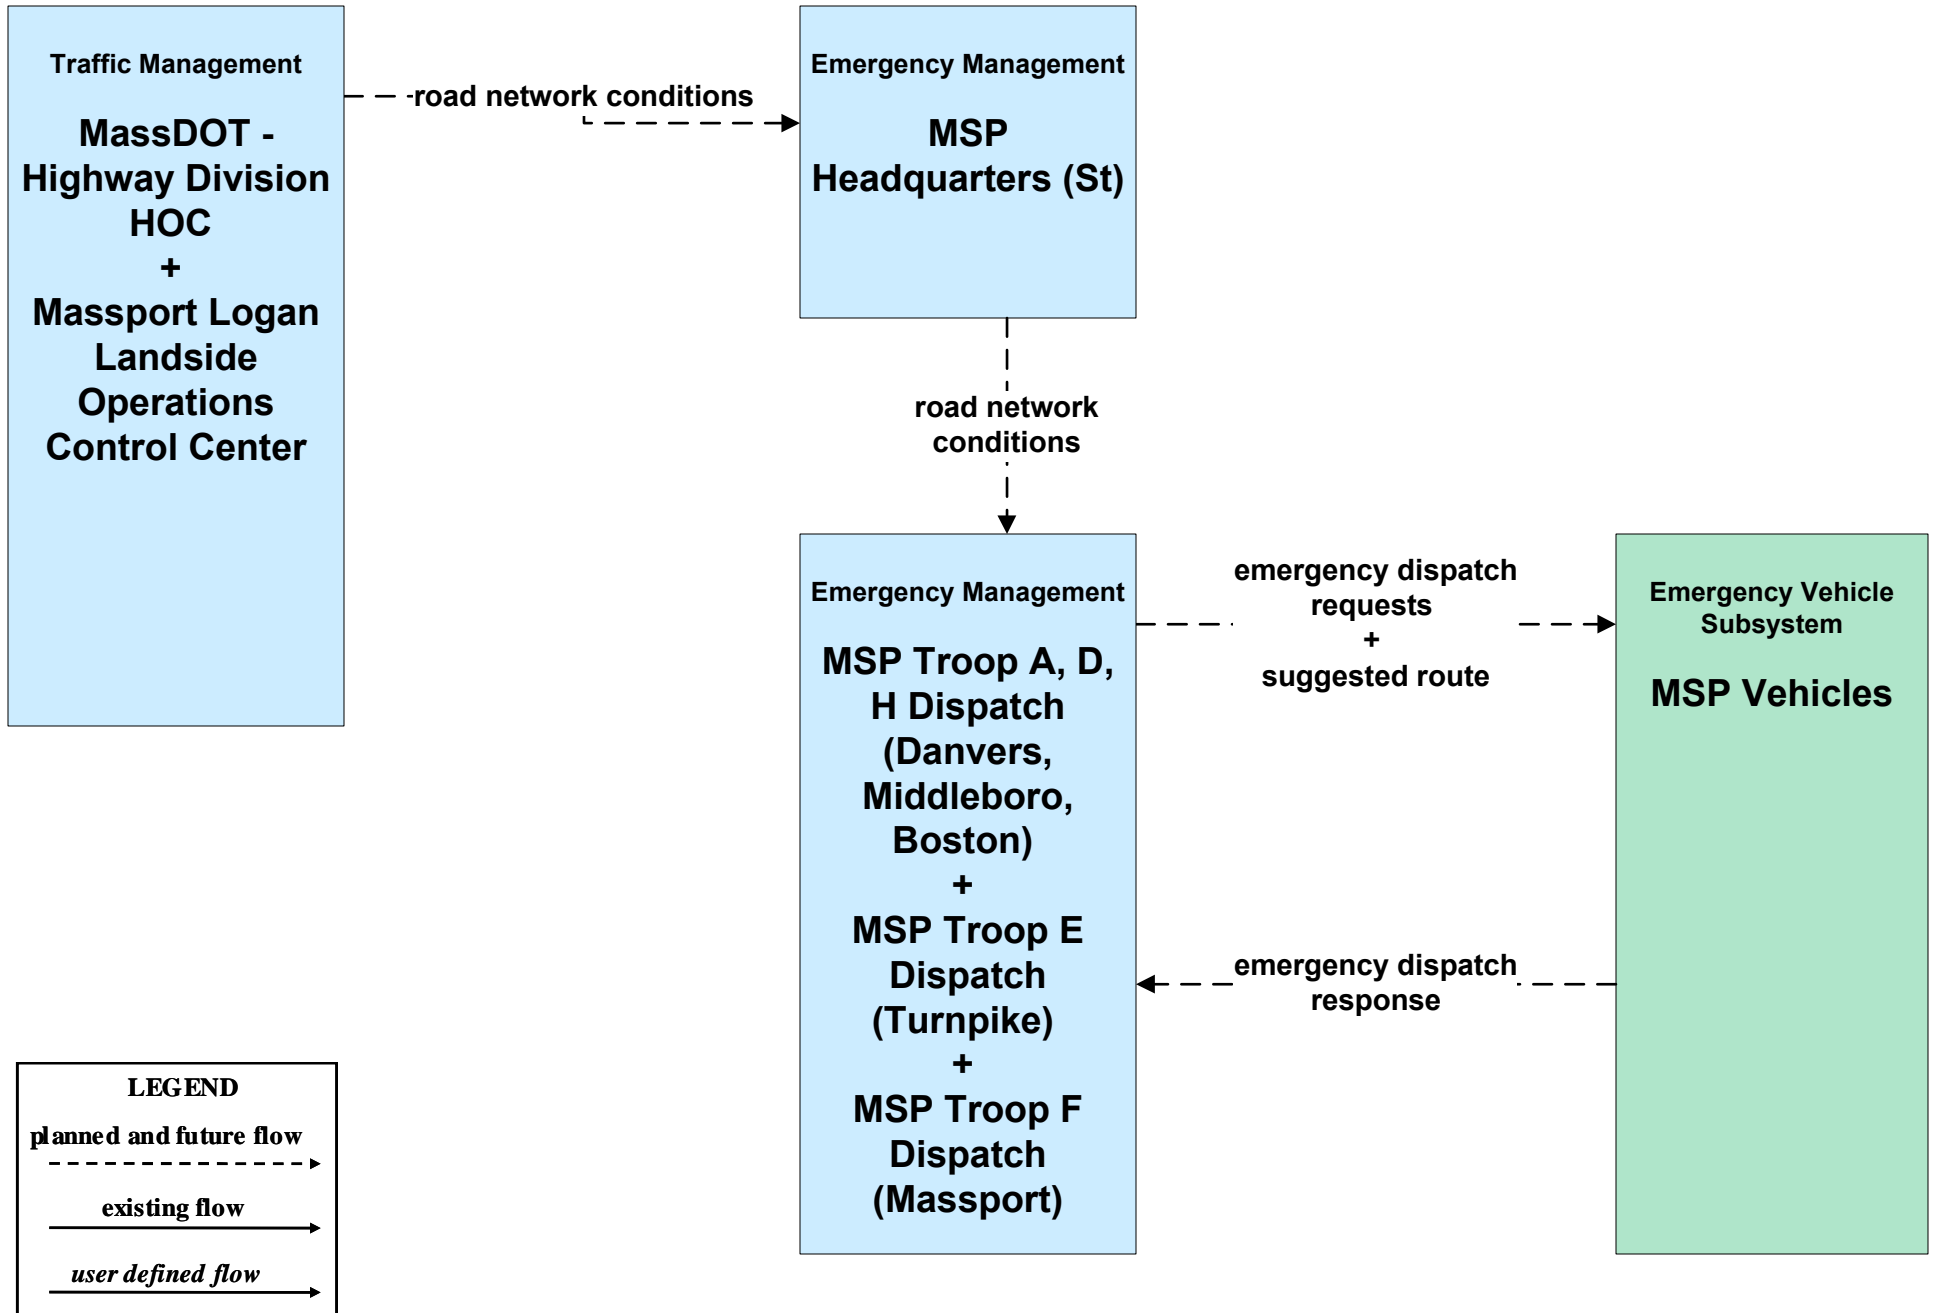 Traffic Management
MassDOT -
Highway Division
HOC
+
Massport Logan
Landside
Operations
Control Center
road network conditions
Emergency Management
MSP
Headquarters (St)
road network
conditions
Emergency Management
MSP Troop A, D,
H Dispatch
(Danvers,
Middleboro,
Boston)
+
MSP Troop E
Dispatch
(Turnpike)
+
MSP Troop F
Dispatch
(Massport)
emergency dispatch
requests
+
suggested route
emergency dispatch
response
Emergency Vehicle
Subsystem
MSP Vehicles
LEGEND
planned and future flow
existing flow
user defined flow